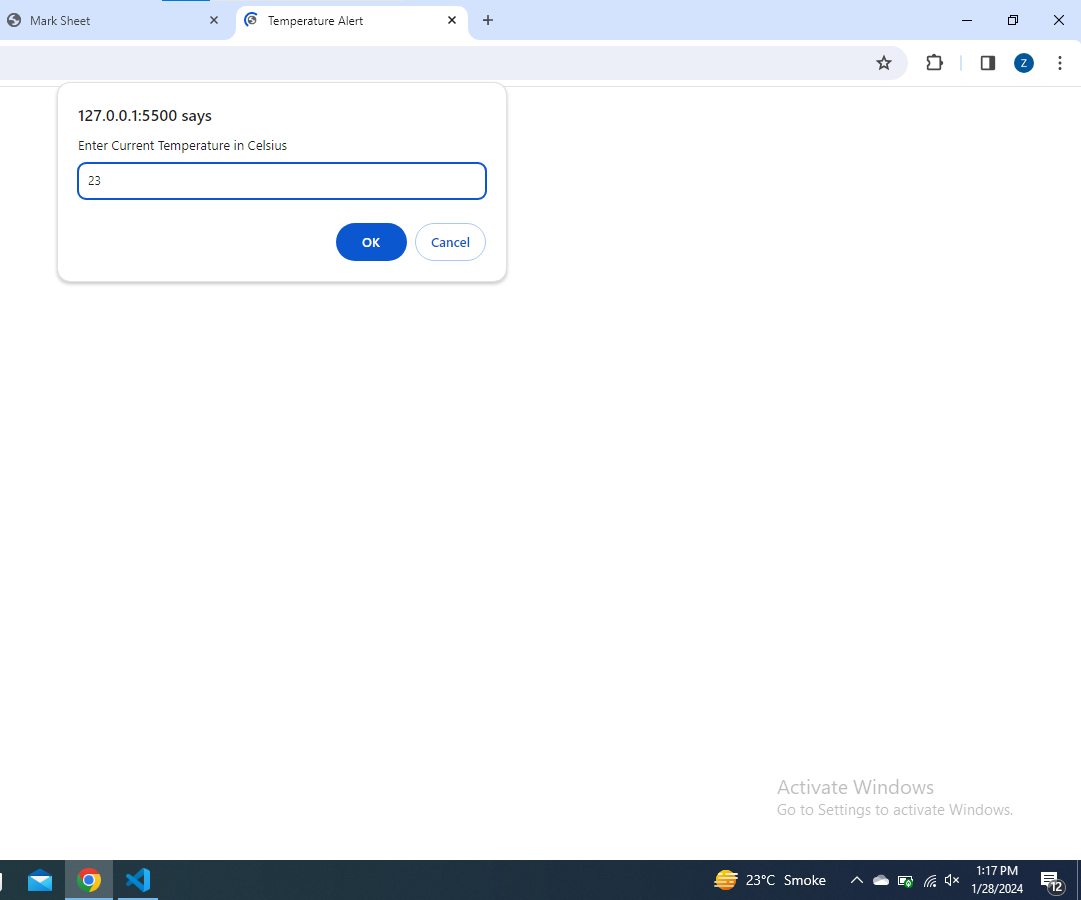 Mark Sheet
Temperature Alert
Z
127.0.0.1:5500 says
Enter Current Temperature in Celsius
23
OK
Cancel
Activate Windows
Go to Settings to activate Windows.
23°C Smoke
1:17 PM
1/28/2024
12